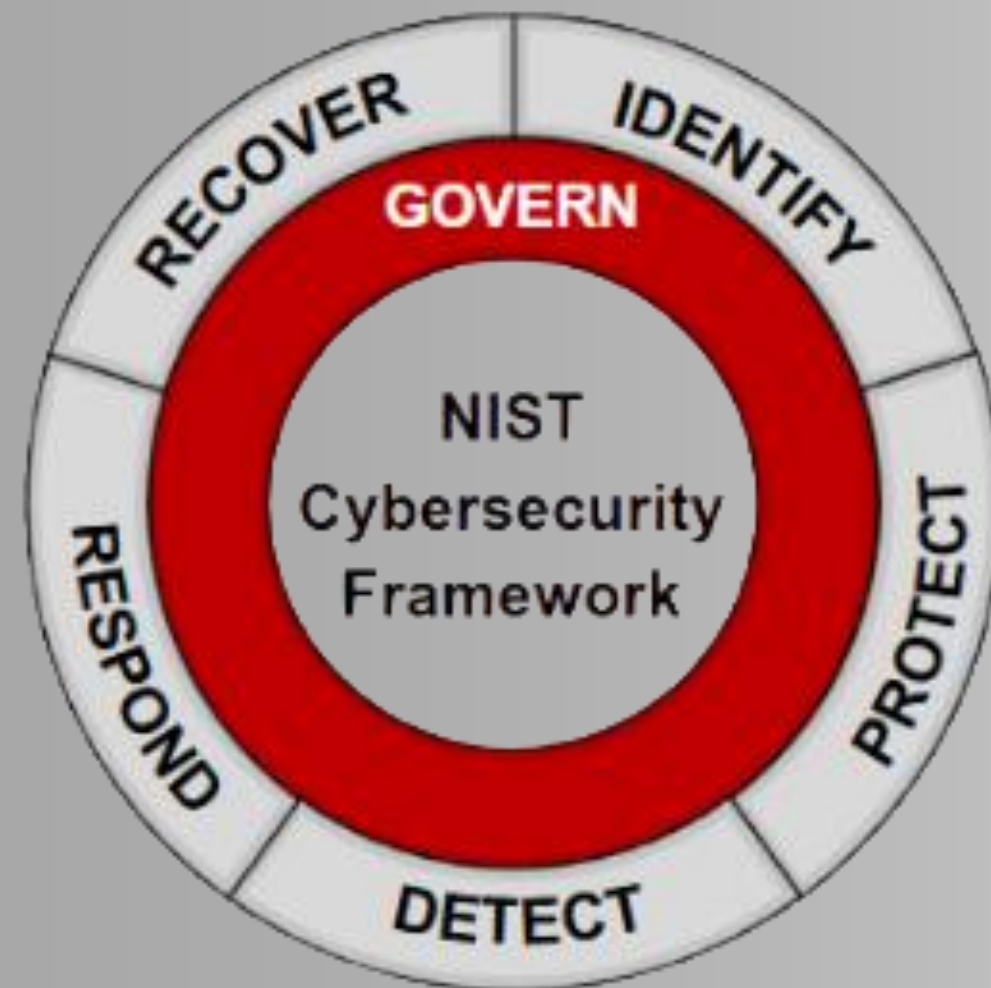 RECOVER
IDENTIFY
GOVERN
NIST
Cybersecurity
Framework
PROTECT
RESPOND
DETECT